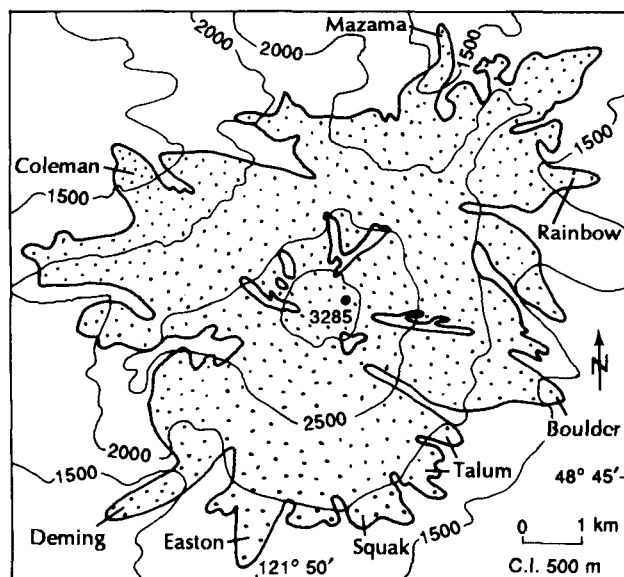 2000
2000
Mazama
1500
Coleman
1500
1500
Rainbow
3285
N
2500
2000
Boulder
1500
Talum
48° 45′
Deming
Easton
Squak
1500
0 1 km
121° 50′
C.I. 500 m